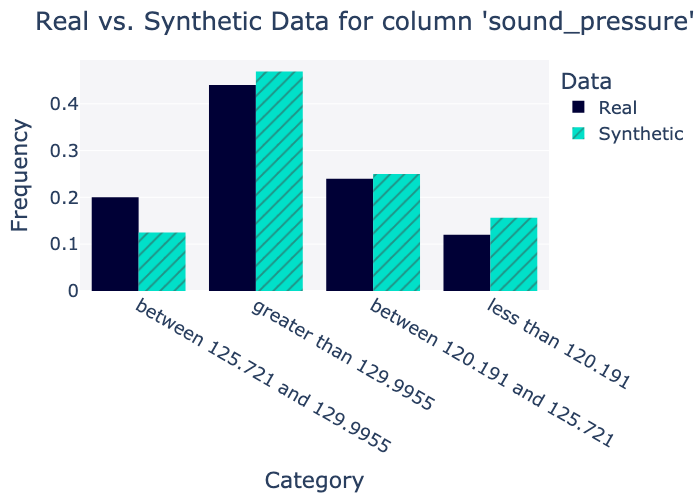 Real vs. Synthetic Data for column 'sound_pressure'
Data
Real
Synthetic
Frequency
0.4
0.3
0.2
0.1
0
between 125.721 and 129.9955
greater than 129.9955
between 120.191 and 125.721
less than 120.191
Category